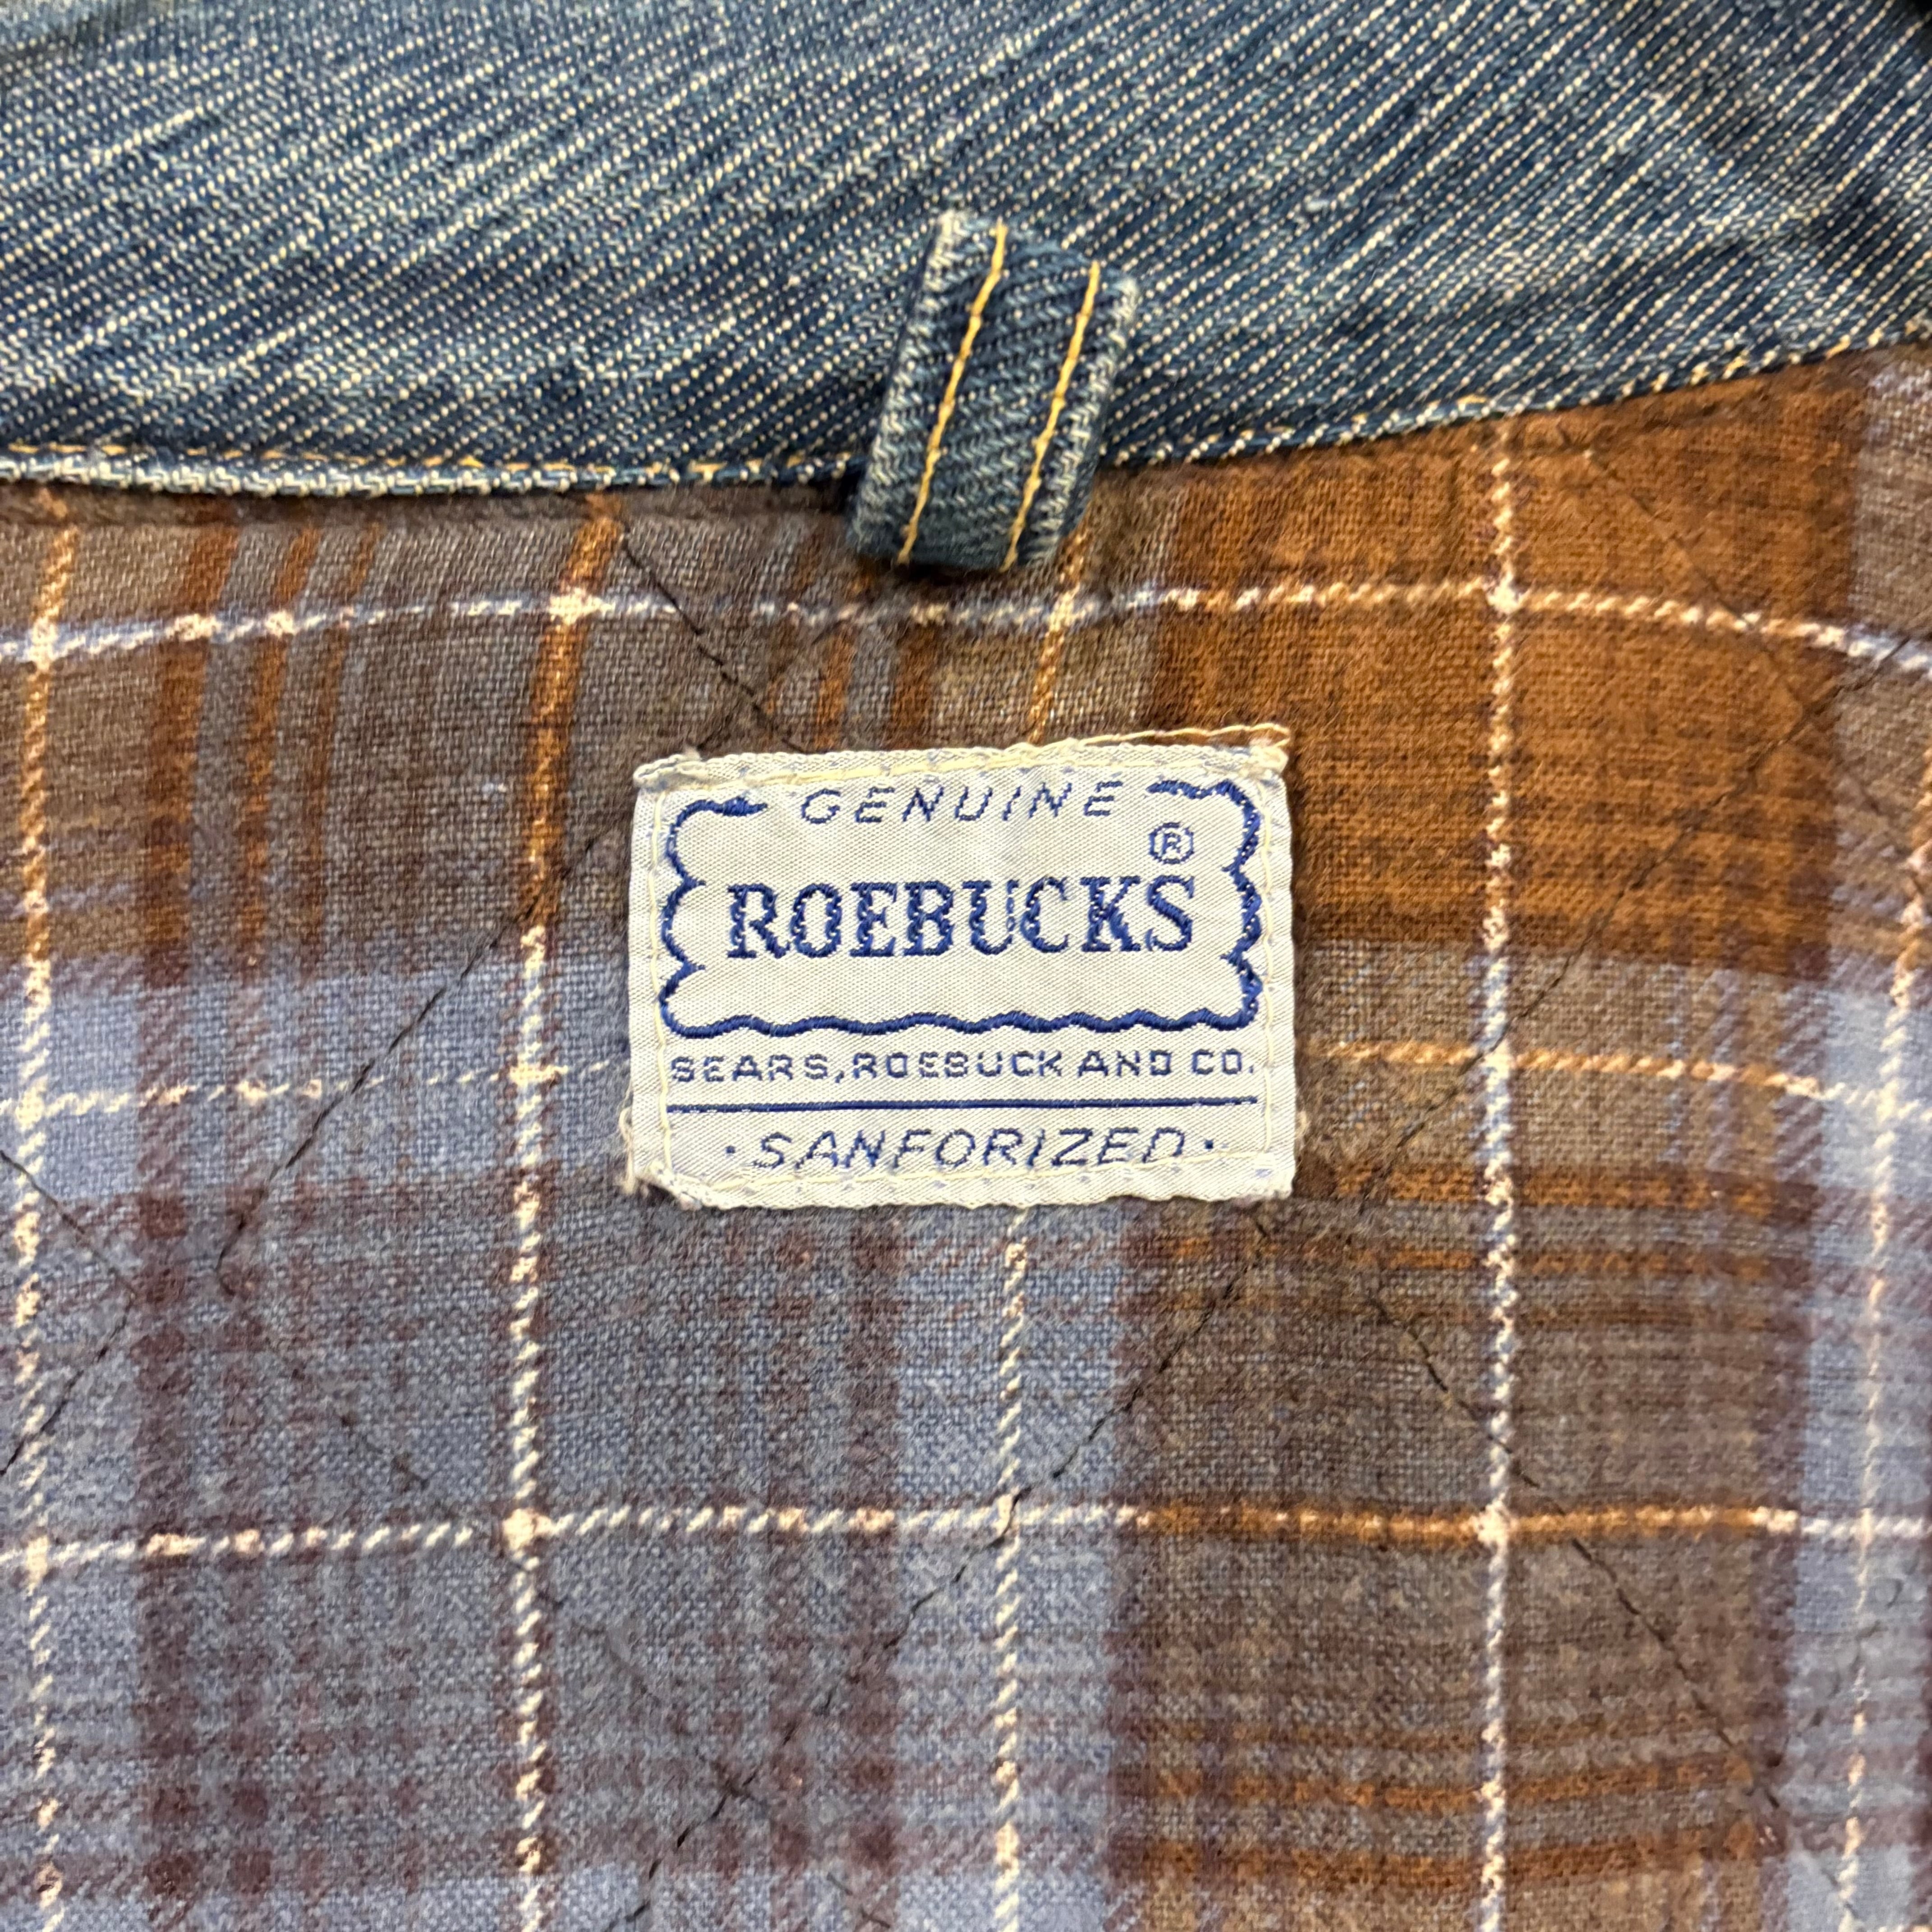 GENUINE
®
ROEBUCKS
SEARS, ROEBUCK AND CO.
· SANFORIZED ·